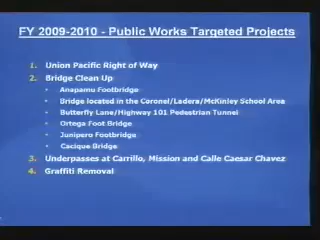 FY 2009-2010 - Public Works Targeted Projects
1. Union Pacific Right of Way
2. Bridge Clean Up
• Anapamu Footbridge
• Bridge located in the Coronel/Ladera/McKinley School Area
• Butterfly Lane/Highway 101 Pedestrian Tunnel
• Ortega Foot Bridge
• Junipero Footbridge
• Cacique Bridge
3. Underpasses at Carrillo, Mission and Calle Caesar Chavez
4. Graffiti Removal